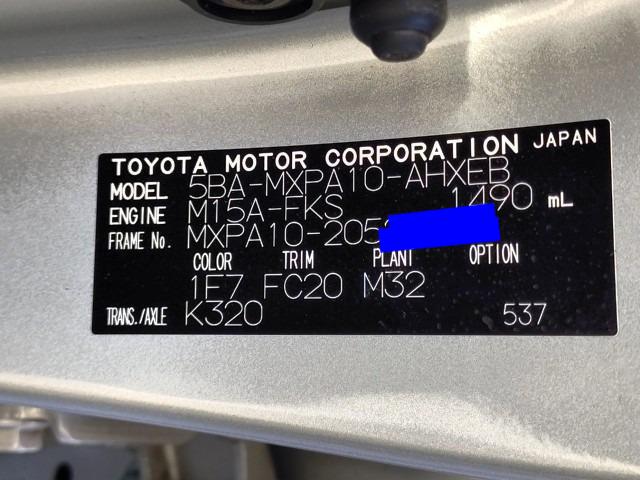 TOYOTA MOTOR CORPORATION JAPAN
MODEL 5BA-MXPA10-AHXEB
ENGINE M15A-FKS 1490 mL
FRAME No. MXPA10-205
COLOR TRIM PLANT OPTION
1F7 FC20 M32
TRANS./AXLE K320 537